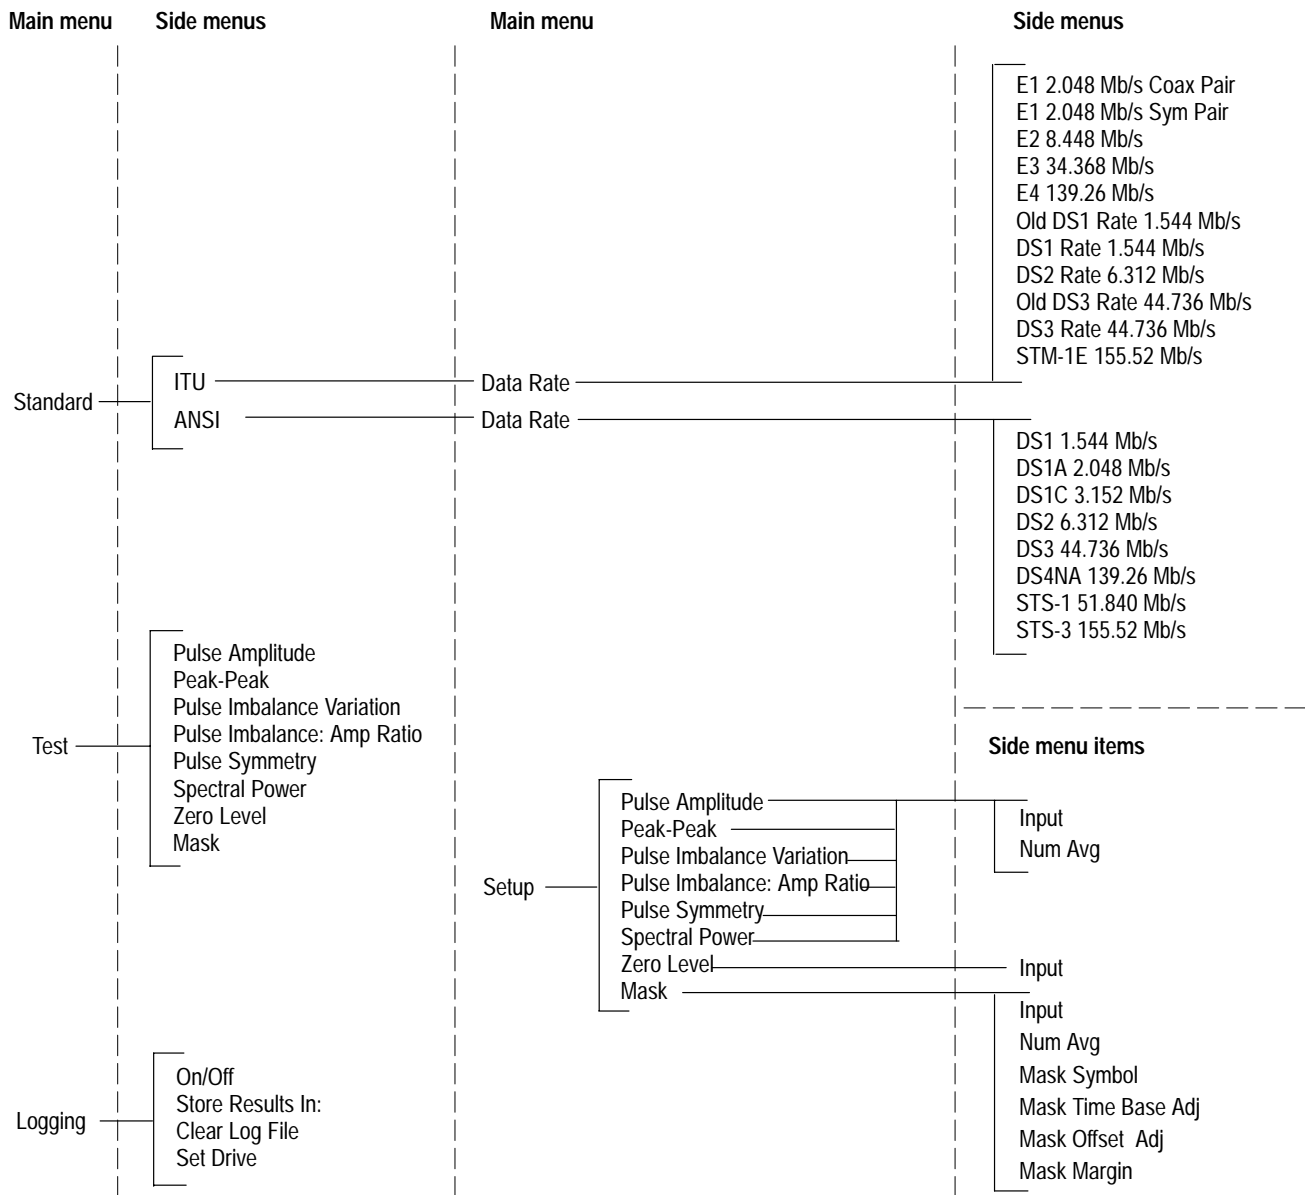 Main menu
Side menus
Main menu
Side menus
E1 2.048 Mb/s Coax Pair
E1 2.048 Mb/s Sym Pair
E2 8.448 Mb/s
E3 34.368 Mb/s
E4 139.26 Mb/s
Old DS1 Rate 1.544 Mb/s
DS1 Rate 1.544 Mb/s
DS2 Rate 6.312 Mb/s
Old DS3 Rate 44.736 Mb/s
DS3 Rate 44.736 Mb/s
STM-1E 155.52 Mb/s
Standard
ITU
Data Rate
ANSI
Data Rate
DS1 1.544 Mb/s
DS1A 2.048 Mb/s
DS1C 3.152 Mb/s
DS2 6.312 Mb/s
DS3 44.736 Mb/s
DS4NA 139.26 Mb/s
STS-1 51.840 Mb/s
STS-3 155.52 Mb/s
Test
Pulse Amplitude
Peak-Peak
Pulse Imbalance Variation
Pulse Imbalance: Amp Ratio
Pulse Symmetry
Spectral Power
Zero Level
Mask
Side menu items
Setup
Pulse Amplitude
Peak-Peak
Pulse Imbalance Variation
Pulse Imbalance: Amp Ratio
Pulse Symmetry
Spectral Power
Zero Level
Mask
Input
Num Avg
Input
Input
Num Avg
Mask Symbol
Mask Time Base Adj
Mask Offset Adj
Mask Margin
Logging
On/Off
Store Results In:
Clear Log File
Set Drive